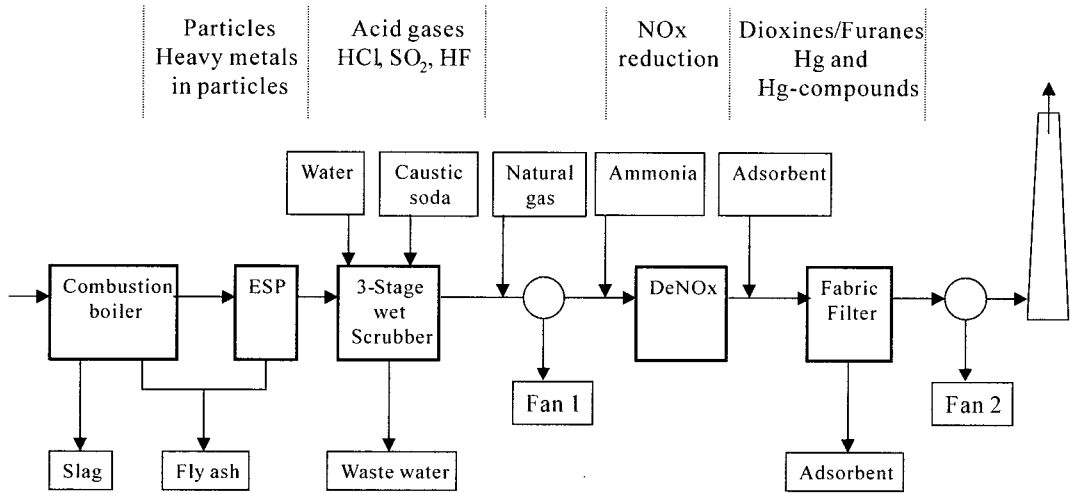 Particles
Heavy metals
in particles
Acid gases
HCl, SO₂, HF
NOx
reduction
Dioxines/Furanes
Hg and
Hg-compounds
Water
Caustic
soda
Natural
gas
Ammonia
Adsorbent
Combustion
boiler
ESP
3-Stage
wet
Scrubber
DeNOx
Fabric
Filter
Fan 1
Fan 2
Slag
Fly ash
Waste water
Adsorbent